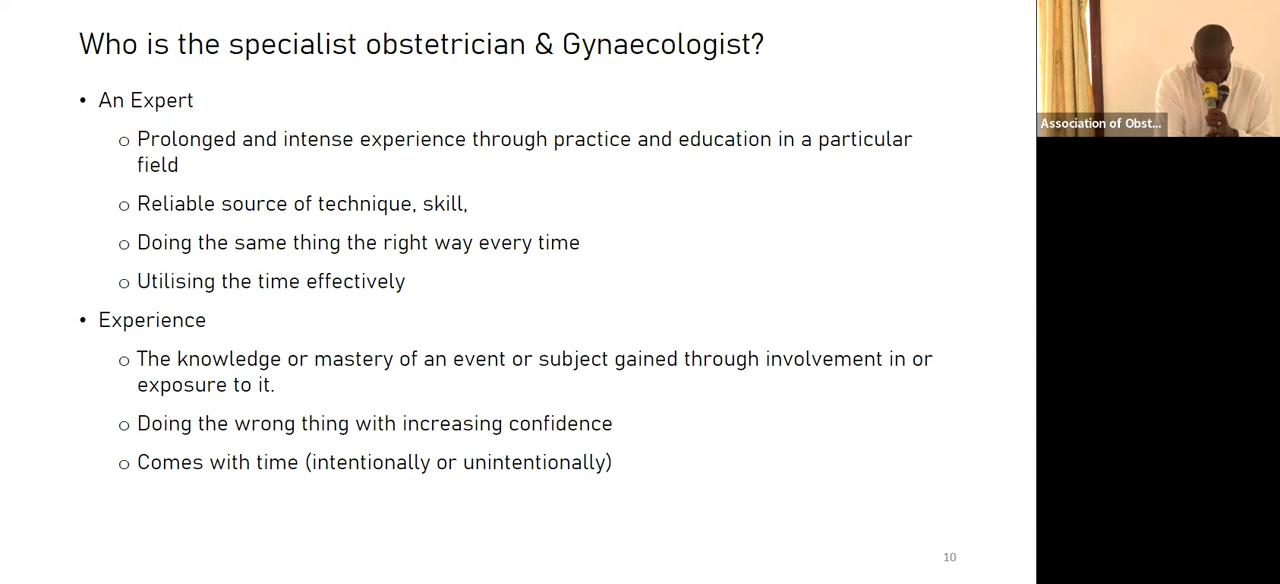 Who is the specialist obstetrician & Gynaecologist?
• An Expert
o Prolonged and intense experience through practice and education in a particular
field
o Reliable source of technique, skill,
o Doing the same thing the right way every time
o Utilising the time effectively
• Experience
o The knowledge or mastery of an event or subject gained through involvement in or
exposure to it.
o Doing the wrong thing with increasing confidence
o Comes with time (intentionally or unintentionally)
10
Association of Obst...